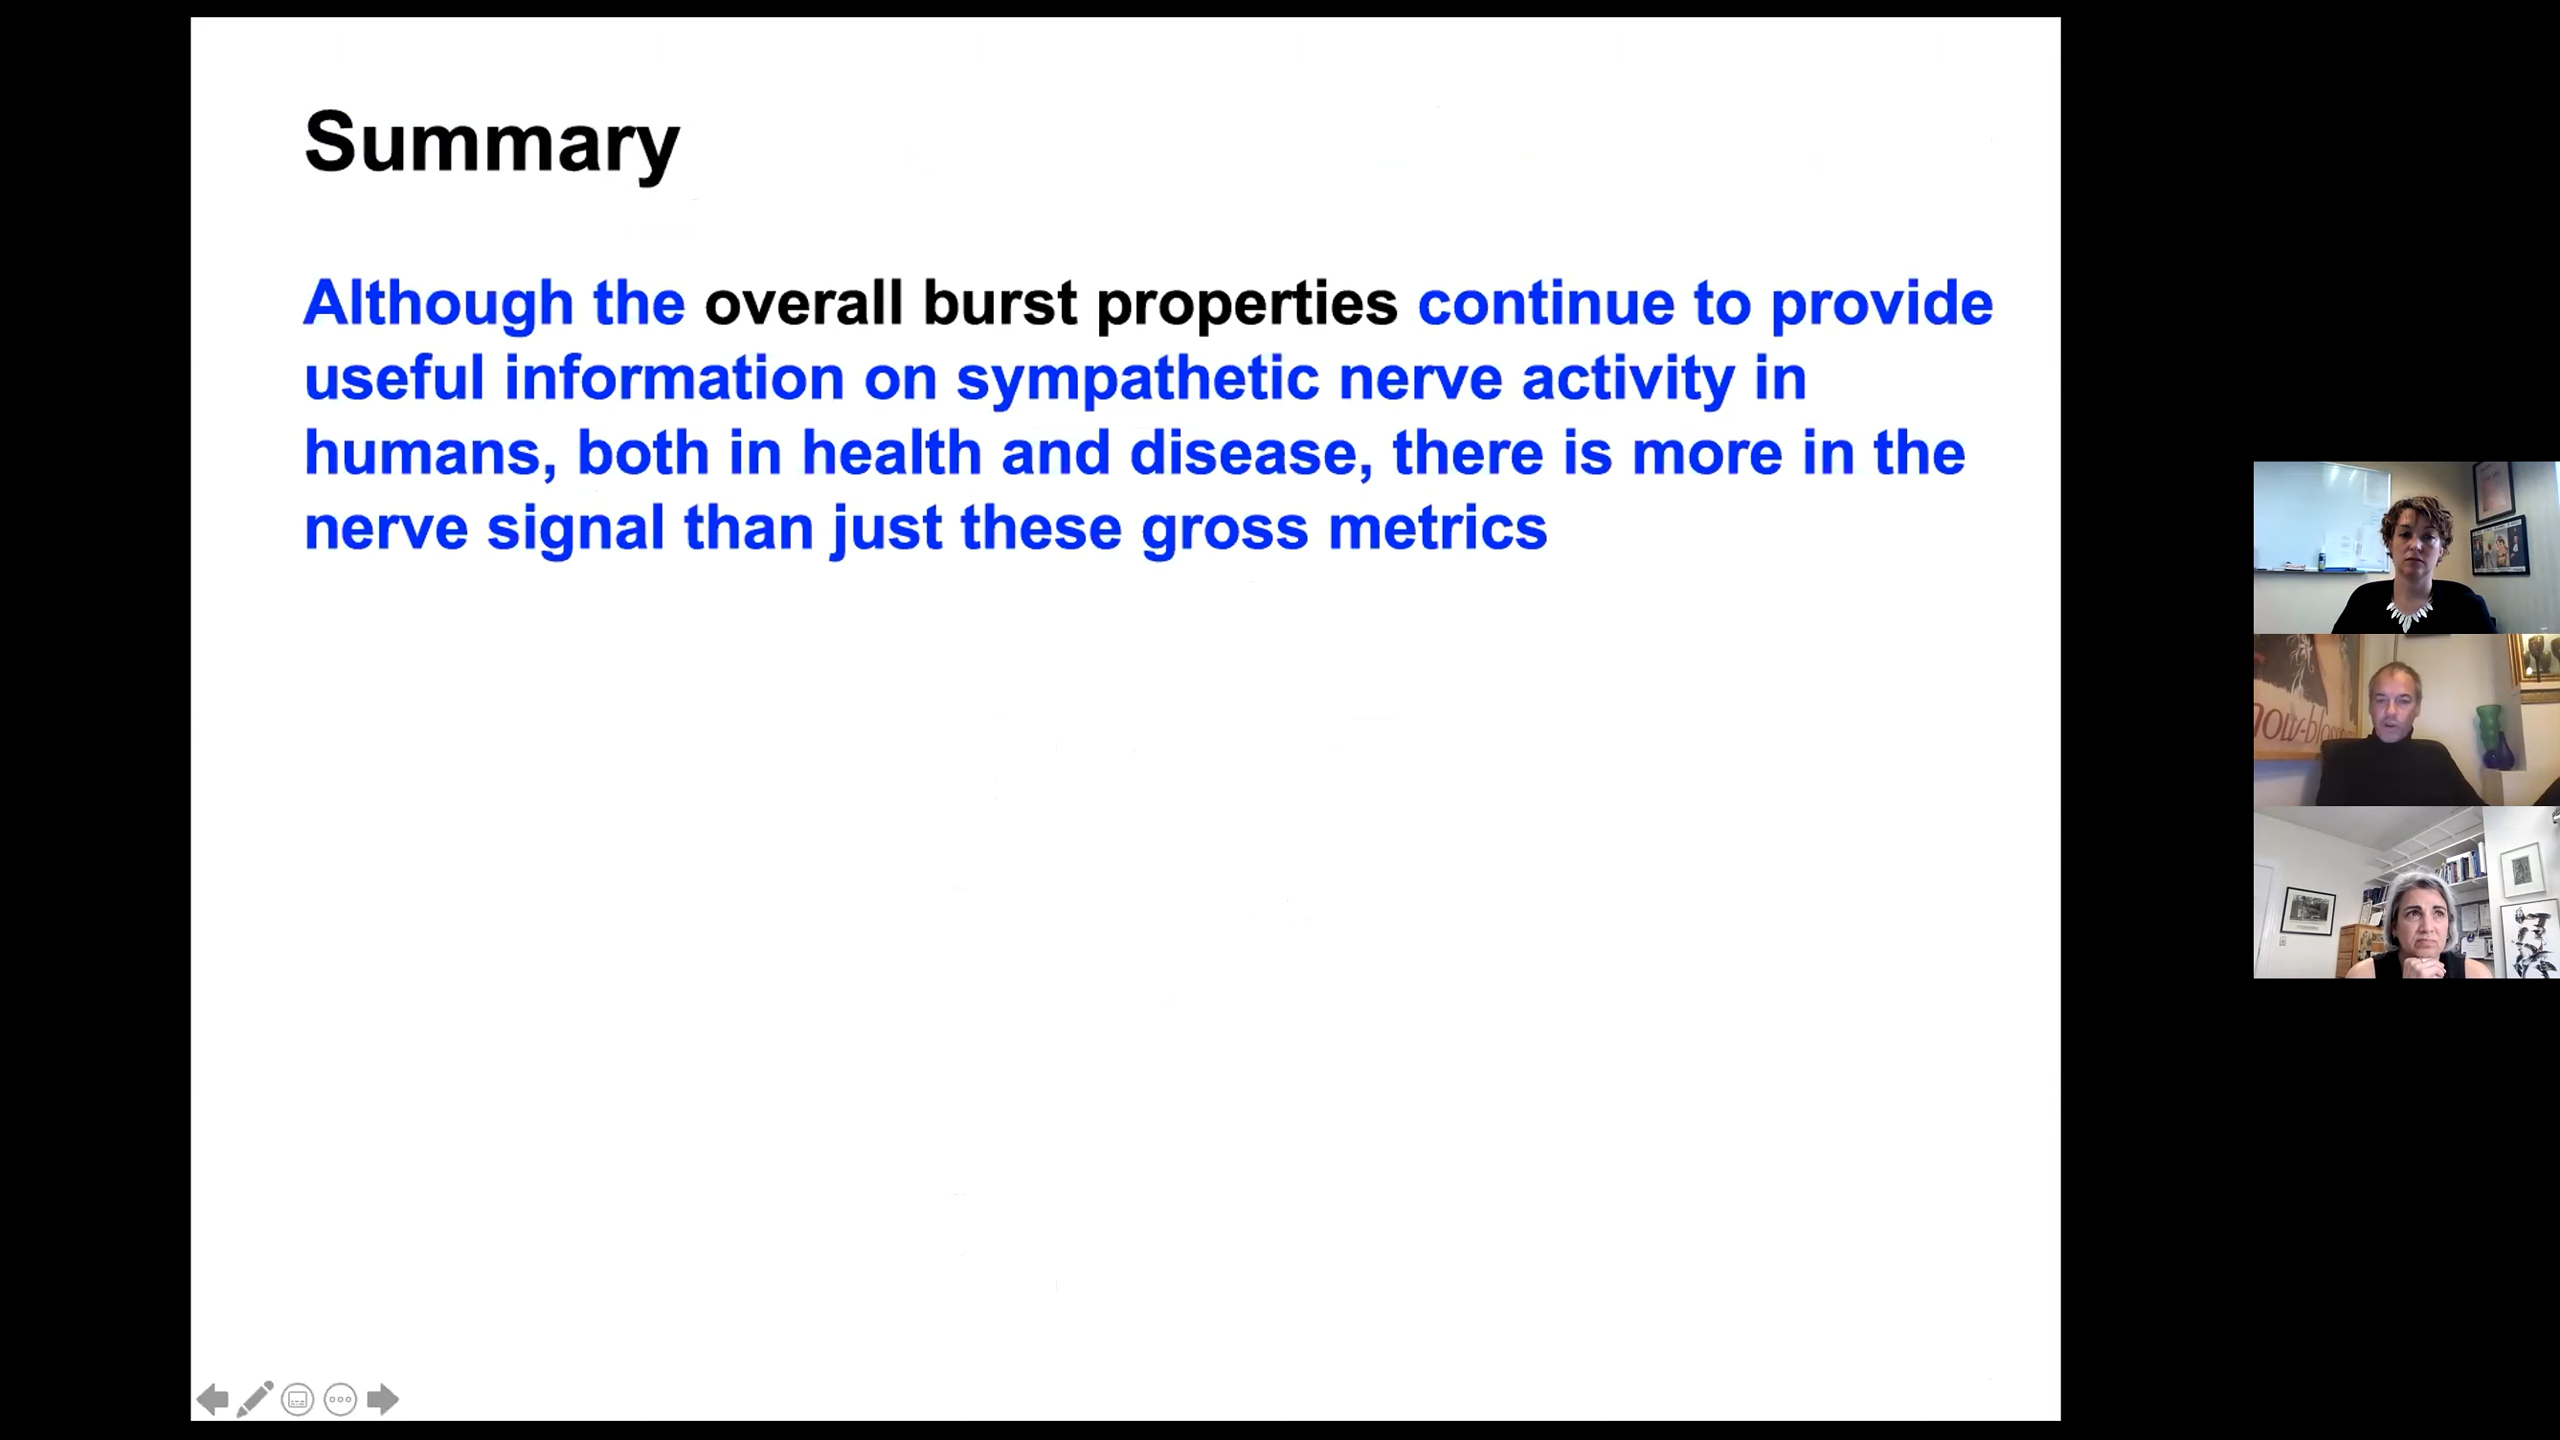 Summary
Although the overall burst properties continue to provide
useful information on sympathetic nerve activity in
humans, both in health and disease, there is more in the
nerve signal than just these gross metrics